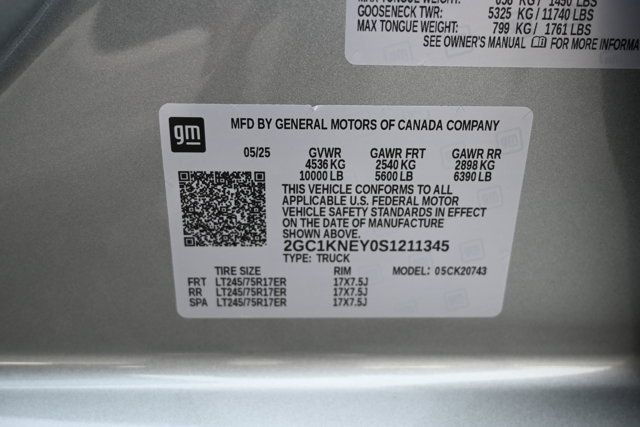 MAX TONGUE WEIGHT: 658 KG / 1450 LBS
GOOSENECK TWR: 5325 KG / 11740 LBS
MAX TONGUE WEIGHT: 799 KG / 1761 LBS
SEE OWNER'S MANUAL FOR MORE INFORMA
gm
MFD BY GENERAL MOTORS OF CANADA COMPANY
05/25 GVWR GAWR FRT GAWR RR
4536 KG 2540 KG 2898 KG
10000 LB 5600 LB 6390 LB
THIS VEHICLE CONFORMS TO ALL
APPLICABLE U.S. FEDERAL MOTOR
VEHICLE SAFETY STANDARDS IN EFFECT
ON THE DATE OF MANUFACTURE
SHOWN ABOVE.
2GC1KNEY0S1211345
TYPE: TRUCK
TIRE SIZE RIM MODEL: 05CK20743
FRT LT245/75R17ER 17X7.5J
RR LT245/75R17ER 17X7.5J
SPA LT245/75R17ER 17X7.5J